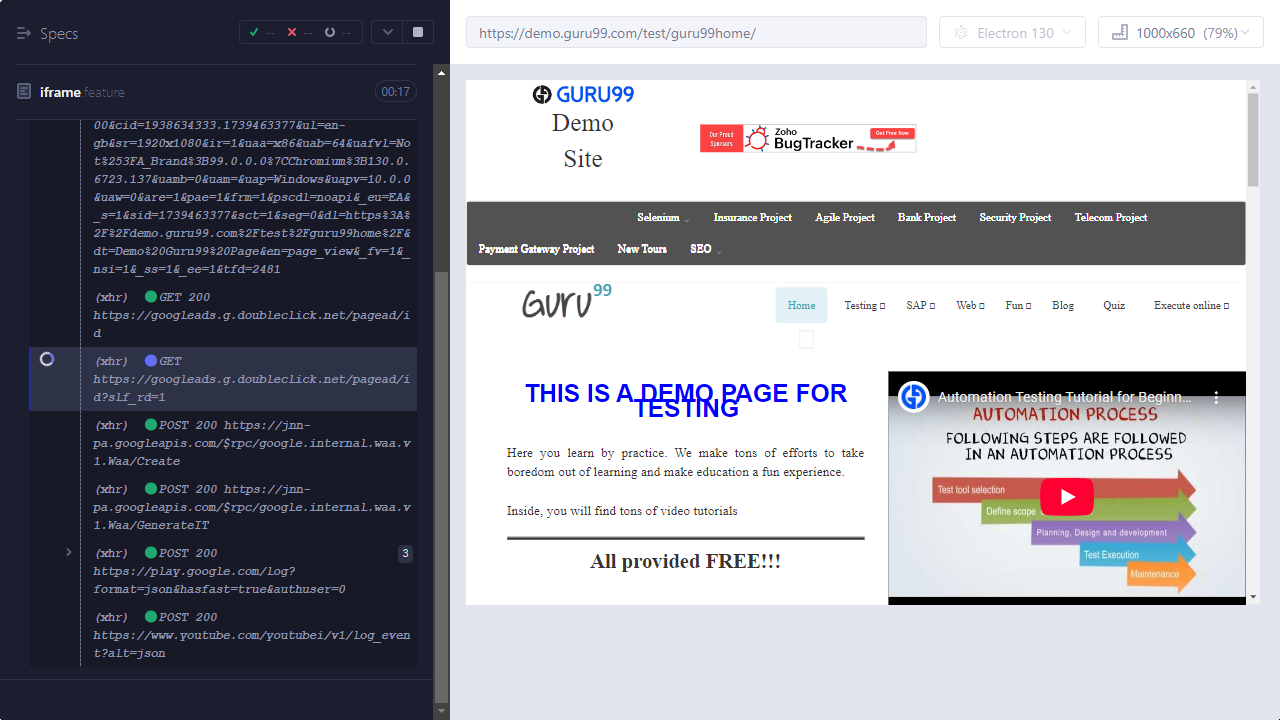 Specs
--
--
--
iframe.feature
00:17
00&cid=1938634333.1739463377&ul=en-
gb&sr=1920x1080&ir=1&uaa=x86&uab=64&uafvl=Not%253FA_Brand%3B99.0.0.0%7CChromium%3B130.0.
6723.137&uamb=0&uam=&uap=Windows&uapv=10.0.0
&uaw=0&are=1&pae=1&frm=1&pscdl=noapi&_eu=EA&
_s=1&sid=1739463377&sct=1&seg=0&dl=https%3A%
2F%2Fdemo.guru99.com%2Ftest%2Fguru99home%2F&
dt=Demo%20Guru99%20Page&en=page_view&_fv=1&_
nsi=1&_ss=1&_ee=1&tfd=2481
(xhr) GET 200
https://googleads.g.doubleclick.net/pagead/i
d
(xhr) GET
https://googleads.g.doubleclick.net/pagead/i
d?slf_rd=1
(xhr) POST 200 https://jnn-
pa.googleapis.com/$rpc/google.internal.waa.v
1.Waa/Create
(xhr) POST 200 https://jnn-
pa.googleapis.com/$rpc/google.internal.waa.v
1.Waa/GenerateIT
(xhr) POST 200
3
https://play.google.com/log?
format=json&hasfast=true&authuser=0
(xhr) POST 200
https://www.youtube.com/youtubei/v1/log_even
t?alt=json
https://demo.guru99.com/test/guru99home/
Electron 130
1000x660 (79%)
GURU99
Demo
Site
Our Proud
Sponsors
Zoho
BugTracker
Get Free Now
Selenium Insurance Project Agile Project Bank Project Security Project Telecom Project
Payment Gateway Project New Tours SEO
Guru99
Home Testing SAP Web Fun Blog Quiz Execute online
THIS IS A DEMO PAGE FOR
TESTING
Here you learn by practice. We make tons of efforts to take
boredom out of learning and make education a fun experience.
Inside, you will find tons of video tutorials
All provided FREE!!!
Automation Testing Tutorial for Beginn...
AUTOMATION PROCESS
FOLLOWING STEPS ARE FOLLOWED
IN AN AUTOMATION PROCESS
Test tool selection
Define scope
Planning, Design and development
Test Execution
Maintenance